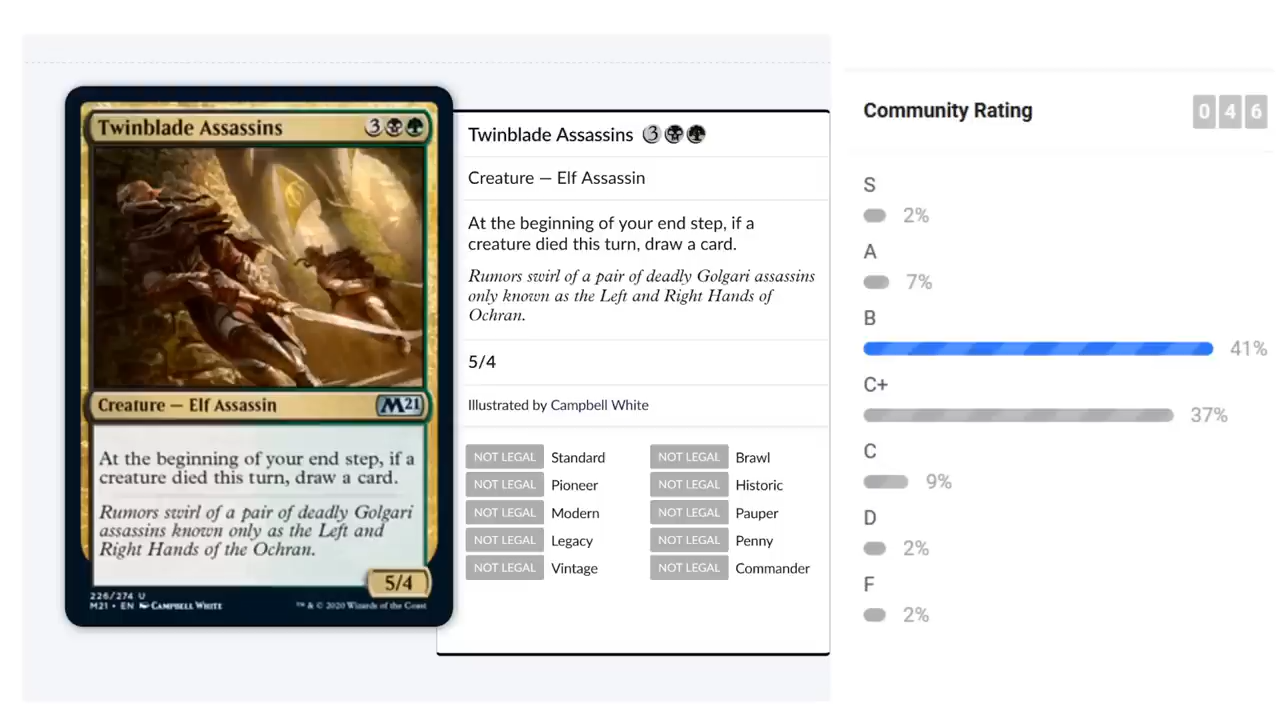 Twinblade Assassins 3
Creature — Elf Assassin
M21
At the beginning of your end step, if a
creature died this turn, draw a card.
Rumors swirl of a pair of deadly Golgari
assassins known only as the Left and
Right Hands of the Ochran.
5/4
226/274 U
M21 • EN CAMPBELL WHITE
™ & © 2020 Wizards of the Coast
Twinblade Assassins 3
Creature — Elf Assassin
At the beginning of your end step, if a
creature died this turn, draw a card.
Rumors swirl of a pair of deadly Golgari assassins
only known as the Left and Right Hands of
Ochran.
5/4
Illustrated by Campbell White
NOT LEGAL Standard NOT LEGAL Brawl
NOT LEGAL Pioneer NOT LEGAL Historic
NOT LEGAL Modern NOT LEGAL Pauper
NOT LEGAL Legacy NOT LEGAL Penny
NOT LEGAL Vintage NOT LEGAL Commander
Community Rating 0 4 6
S
2%
A
7%
B
41%
C+
37%
C
9%
D
2%
F
2%